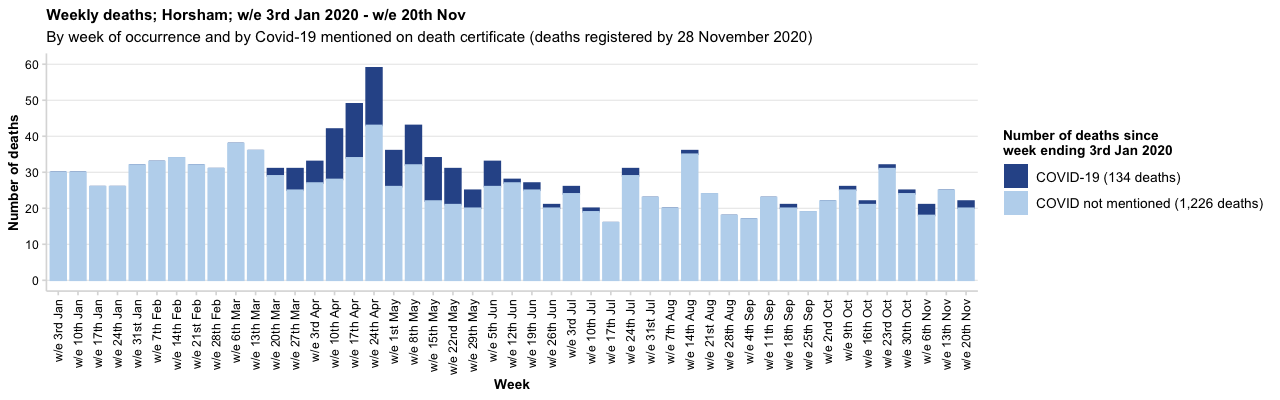 Weekly deaths; Horsham; w/e 3rd Jan 2020 - w/e 20th Nov
By week of occurrence and by Covid-19 mentioned on death certificate (deaths registered by 28 November 2020)
Number of deaths
60
50
40
30
20
10
0
w/e 3rd Jan
w/e 10th Jan
w/e 17th Jan
w/e 24th Jan
w/e 31st Jan
w/e 7th Feb
w/e 14th Feb
w/e 21st Feb
w/e 28th Feb
w/e 6th Mar
w/e 13th Mar
w/e 20th Mar
w/e 27th Mar
w/e 3rd Apr
w/e 10th Apr
w/e 17th Apr
w/e 24th Apr
w/e 1st May
w/e 8th May
w/e 15th May
w/e 22nd May
w/e 29th May
w/e 5th Jun
w/e 12th Jun
w/e 19th Jun
w/e 26th Jun
w/e 3rd Jul
w/e 10th Jul
w/e 17th Jul
w/e 24th Jul
w/e 31st Jul
w/e 7th Aug
w/e 14th Aug
w/e 21st Aug
w/e 28th Aug
w/e 4th Sep
w/e 11th Sep
w/e 18th Sep
w/e 25th Sep
w/e 2nd Oct
w/e 9th Oct
w/e 16th Oct
w/e 23rd Oct
w/e 30th Oct
w/e 6th Nov
w/e 13th Nov
w/e 20th Nov
Week
Number of deaths since
week ending 3rd Jan 2020
COVID-19 (134 deaths)
COVID not mentioned (1,226 deaths)